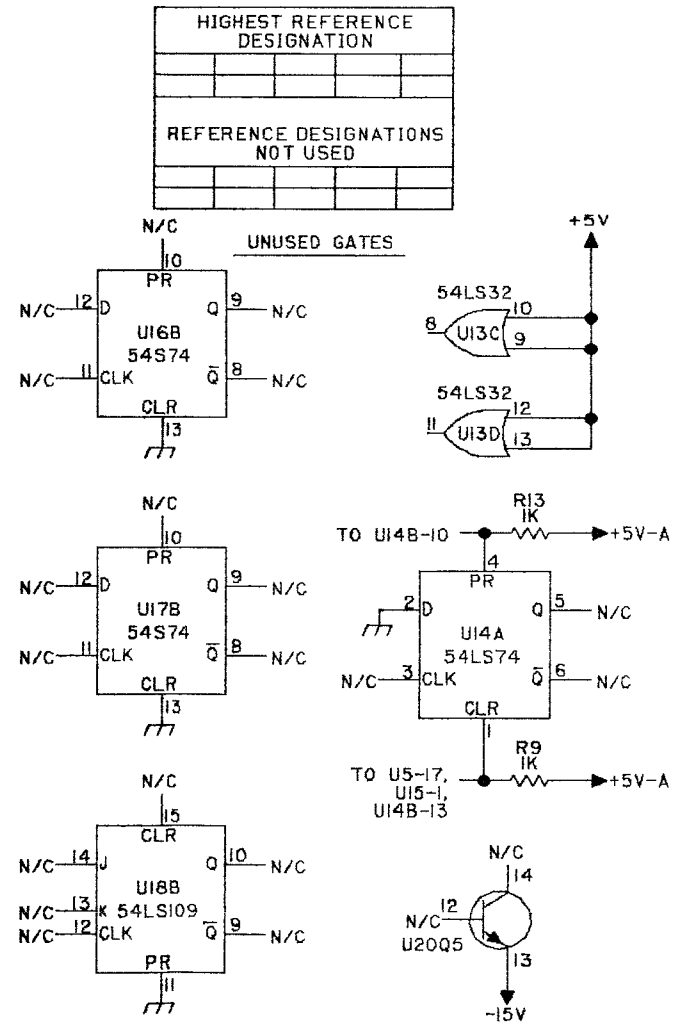 HIGHEST REFERENCE
DESIGNATION
REFERENCE DESIGNATIONS
NOT USED
UNUSED GATES
N/C
10
PR
N/C 12 D
Q 9 N/C
U16B
54S74
N/C 11 CLK
Q̅ 8 N/C
CLR
13
+5V
54LS32
8 U13C 10
9
54LS32
11 U13D 12
13
N/C
10
PR
N/C 12 D
Q 9 N/C
U17B
54S74
N/C 11 CLK
Q̅ 8 N/C
CLR
13
R13
1K
TO U14B-10
+5V-A
4
PR
2 D
Q 5 N/C
U14A
54LS74
N/C 3 CLK
Q̅ 6 N/C
CLR
1
R9
1K
TO U5-17,
U15-1,
U14B-13
+5V-A
N/C
15
CLR
N/C 14 J
Q 10 N/C
U18B
N/C 13 K
54LS109
N/C 12 CLK
Q̅ 9 N/C
PR
11
N/C
14
N/C 12
U20Q5
13
-15V